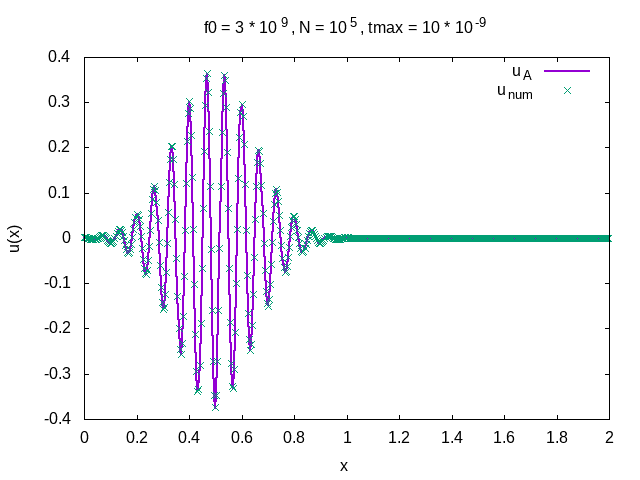 f0 = 3 * 10^9, N = 10^5, tmax = 10 * 10^-9
u_A
u_num
0.4
0.3
0.2
0.1
0
-0.1
-0.2
-0.3
-0.4
u(x)
0 0.2 0.4 0.6 0.8 1 1.2 1.4 1.6 1.8 2
x